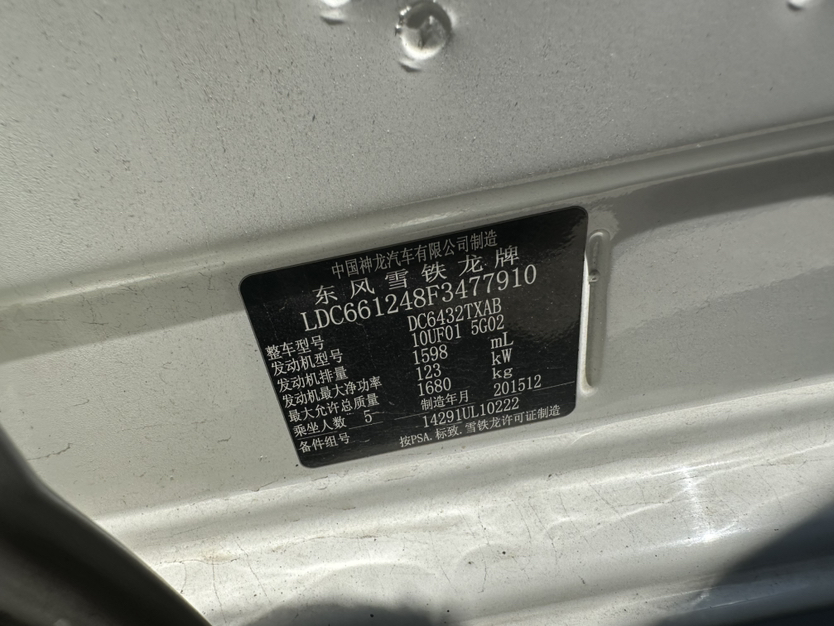 中国神龙汽车有限公司制造
东风雪铁龙牌
LDC661248F3477910
整车型号 DC6432TXAB
发动机型号 10UF01 5G02
发动机排量 1598 mL
发动机最大净功率 123 kW
最大允许总质量 1680 kg
乘坐人数 5 制造年月 201512
备件组号 14291UL10222
按PSA.标致.雪铁龙许可证制造